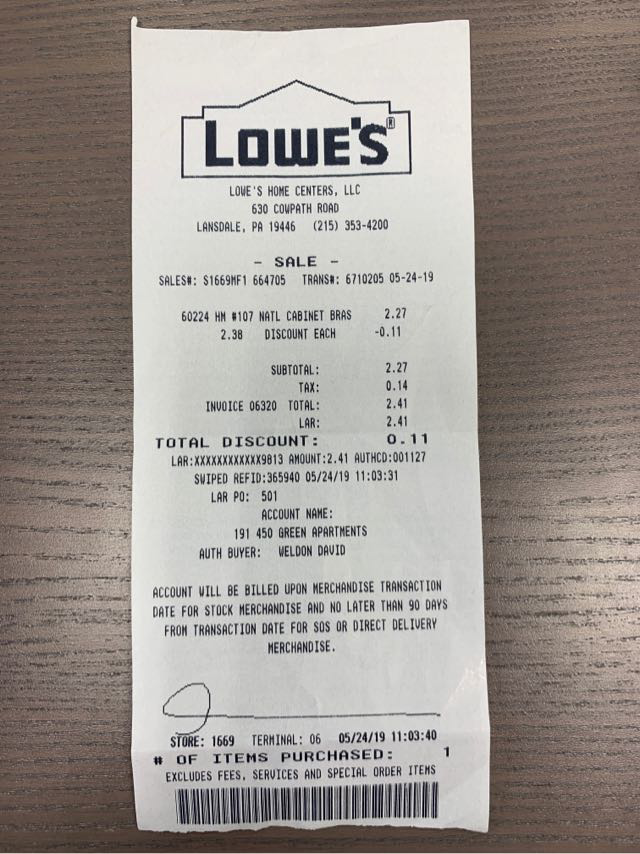 LOWE'S®
LOWE'S HOME CENTERS, LLC
630 COWPATH ROAD
LANSDALE, PA 19446 (215) 353-4200
- SALE -
SALES#: S1669MF1 664705 TRANS#: 6710205 05-24-19
60224 HM #107 NATL CABINET BRAS 2.27
2.38 DISCOUNT EACH -0.11
SUBTOTAL: 2.27
TAX: 0.14
INVOICE 06320 TOTAL: 2.41
LAR: 2.41
TOTAL DISCOUNT: 0.11
LAR:XXXXXXXXXXXX9813 AMOUNT:2.41 AUTHCD:001127
SWIPED REFID:365940 05/24/19 11:03:31
LAR PO: 501
ACCOUNT NAME:
191 450 GREEN APARTMENTS
AUTH BUYER: WELDON DAVID
ACCOUNT WILL BE BILLED UPON MERCHANDISE TRANSACTION
DATE FOR STOCK MERCHANDISE AND NO LATER THAN 90 DAYS
FROM TRANSACTION DATE FOR SOS OR DIRECT DELIVERY
MERCHANDISE.
STORE: 1669 TERMINAL: 06 05/24/19 11:03:40
# OF ITEMS PURCHASED: 1
EXCLUDES FEES, SERVICES AND SPECIAL ORDER ITEMS